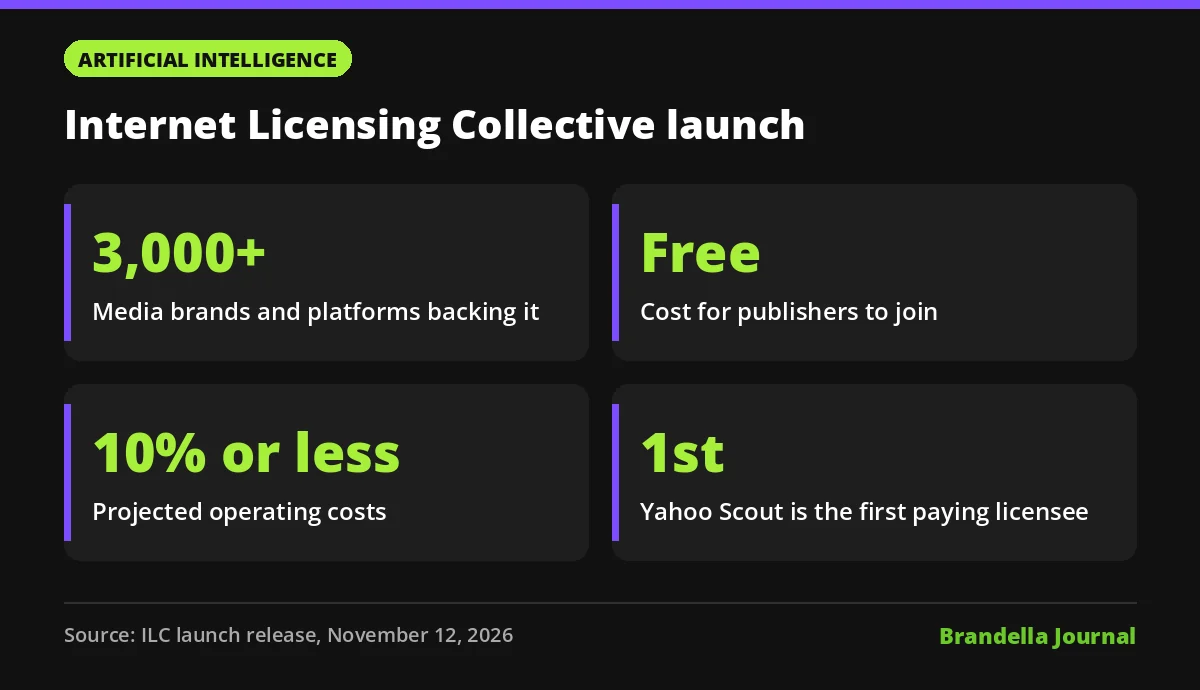 ARTIFICIAL INTELLIGENCE
Internet Licensing Collective launch
3,000+
Media brands and platforms backing it
Free
Cost for publishers to join
10% or less
Projected operating costs
1st
Yahoo Scout is the first paying licensee
Source: ILC launch release, November 12, 2026
Brandella Journal